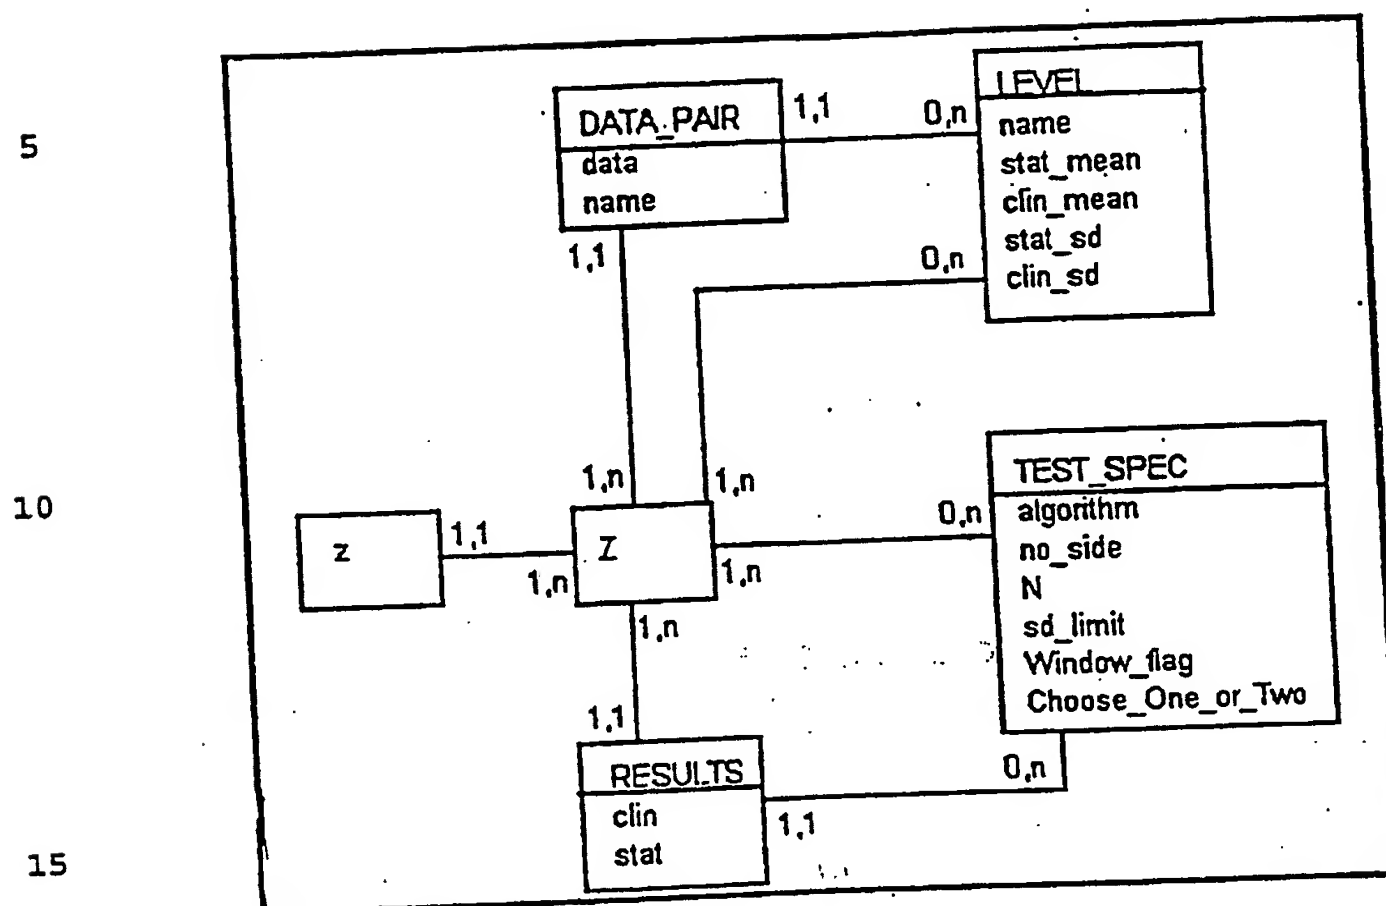 5
DATA_PAIR
data
name
1,1
0,n
LEVEL
name
stat_mean
clin_mean
stat_sd
clin_sd
1,1
0,n
10
1,n
1,n
z
1,1
1,n
Z
1,n
0,n
TEST_SPEC
algorithm
no_side
N
sd_limit
Window_flag
Choose_One_or_Two
1,n
1,1
0,n
RESULTS
clin
stat
1,1
15